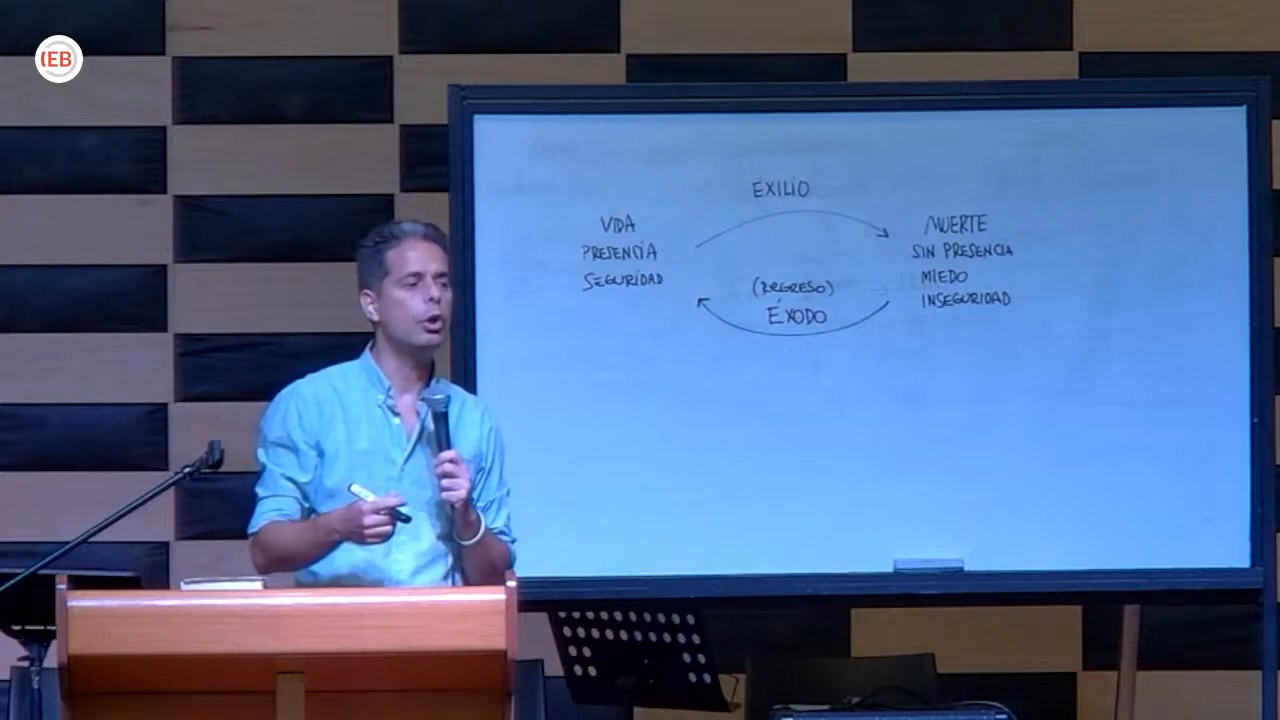 IEB
EXILIO
VIDA
PRESENCIA
SEGURIDAD
MUERTE
SIN PRESENCIA
MIEDO
INSEGURIDAD
(REGRESO)
ÉXODO